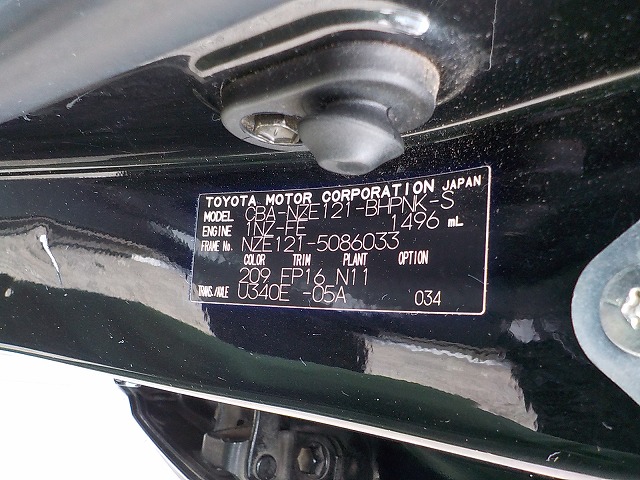 TOYOTA MOTOR CORPORATION JAPAN
MODEL CBA-NZE121-BHPNK-S
ENGINE 1NZ-FE 1496 mL
FRAME No. NZE121-5086033
COLOR TRIM PLANT OPTION
209 FP16 N11
TRANS./AXLE U340E -05A 034